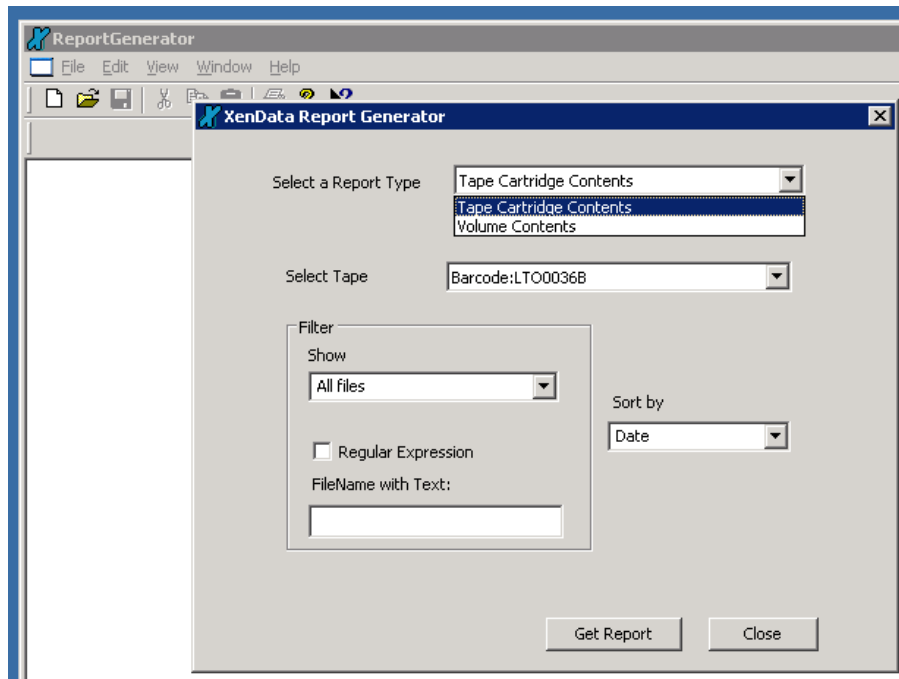 ReportGenerator
File Edit View Window Help
XenData Report Generator
Select a Report Type
Tape Cartridge Contents
Tape Cartridge Contents
Volume Contents
Select Tape
Barcode:LTO0036B
Filter
Show
All files
Sort by
Date
Regular Expression
FileName with Text:
Get Report
Close